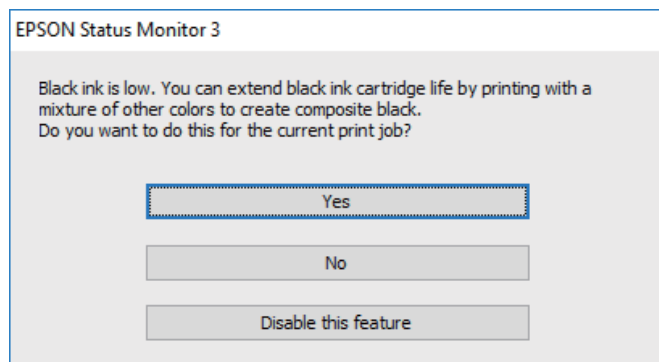 EPSON Status Monitor 3
Black ink is low. You can extend black ink cartridge life by printing with a
mixture of other colors to create composite black.
Do you want to do this for the current print job?
Yes
No
Disable this feature